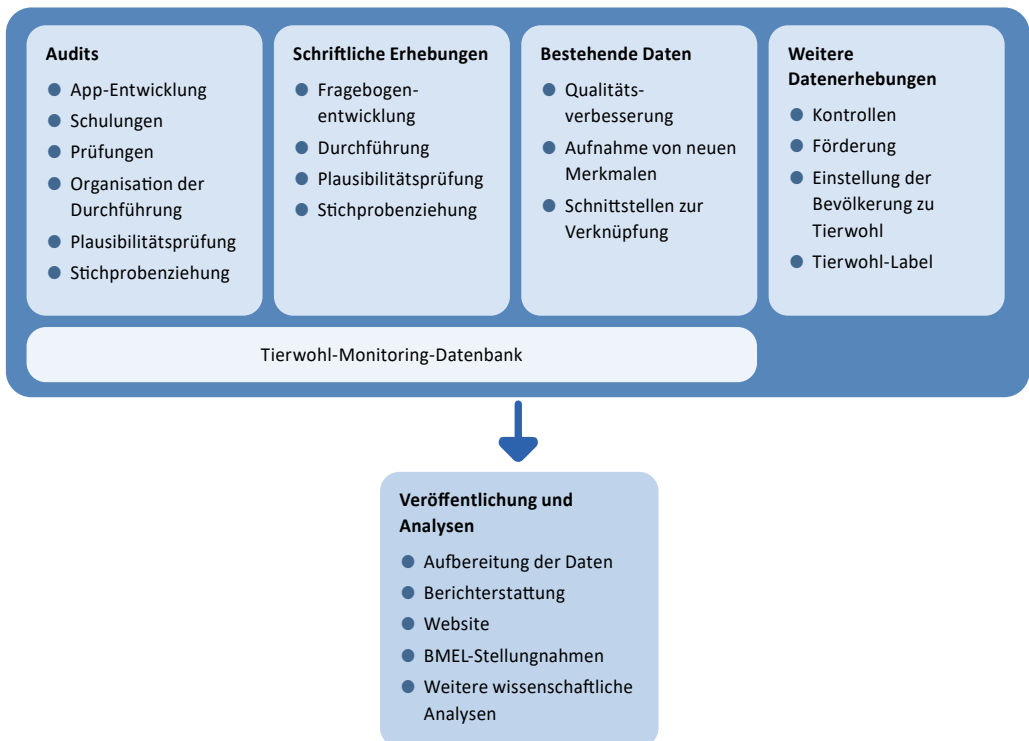 Audits
App-Entwicklung
Schulungen
Prüfungen
Organisation der
Durchführung
Plausibilitätsprüfung
Stichprobenziehung
Schriftliche Erhebungen
Fragebogen-
entwicklung
Durchführung
Plausibilitätsprüfung
Stichprobenziehung
Bestehende Daten
Qualitäts-
verbesserung
Aufnahme von neuen
Merkmalen
Schnittstellen zur
Verknüpfung
Weitere
Datenerhebungen
Kontrollen
Förderung
Einstellung der
Bevölkerung zu
Tierwohl
Tierwohl-Label
Tierwohl-Monitoring-Datenbank
Veröffentlichung und
Analysen
Aufbereitung der Daten
Berichterstattung
Website
BMEL-Stellungnahmen
Weitere wissenschaftliche
Analysen